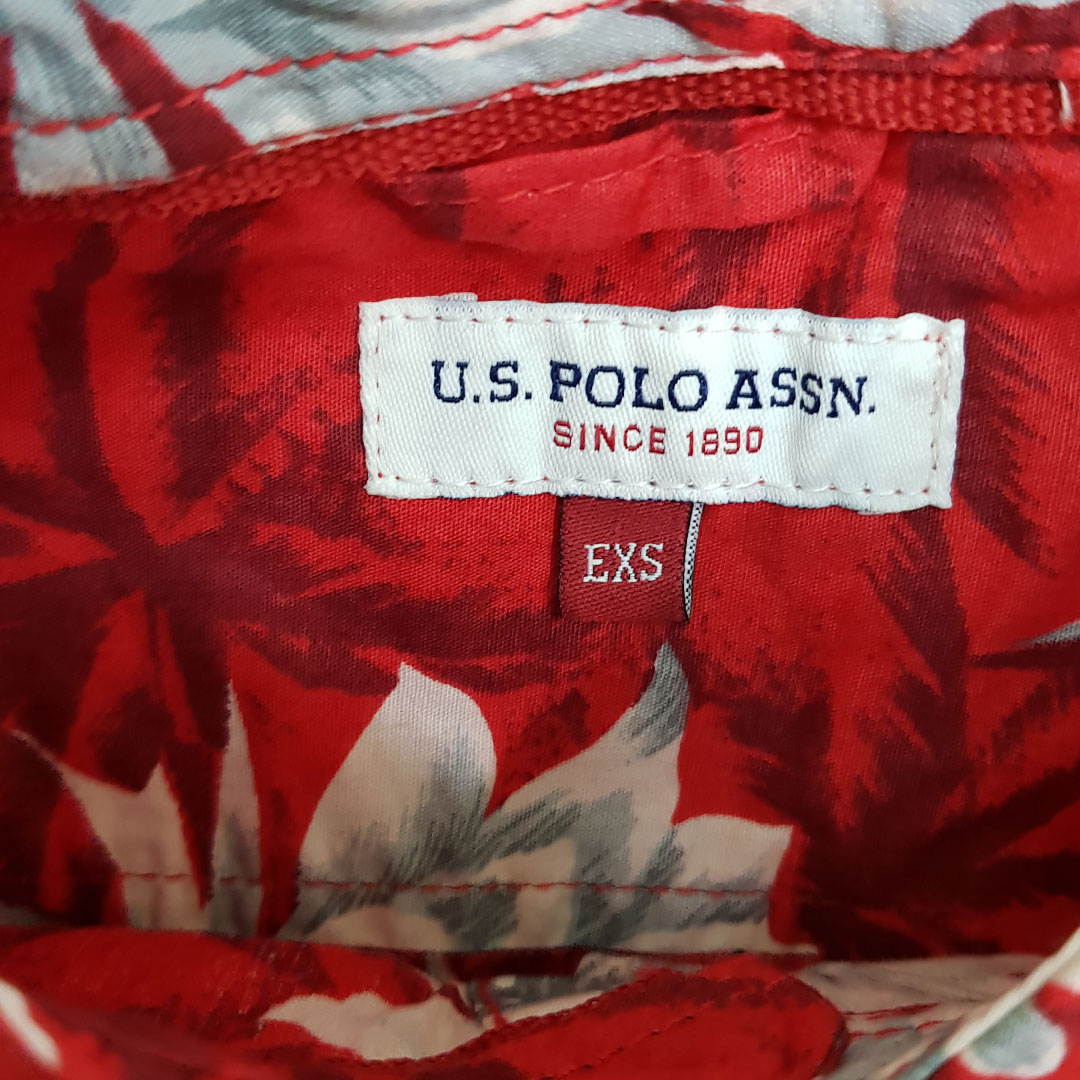 U.S. POLO ASSN.
SINCE 1890
EXS